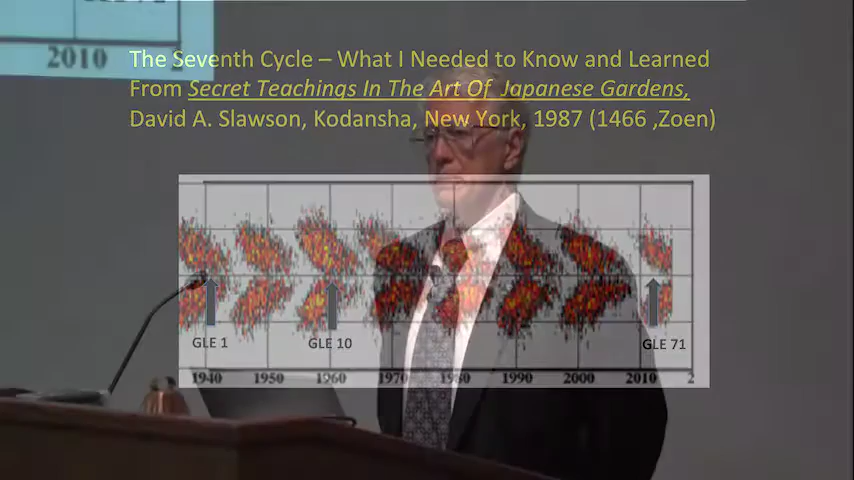 2010
The Seventh Cycle – What I Needed to Know and Learned
From Secret Teachings In The Art Of Japanese Gardens,
David A. Slawson, Kodansha, New York, 1987 (1466 ,Zoen)
GLE 1 GLE 10 GLE 71
1940 1950 1960 1970 1980 1990 2000 2010 2